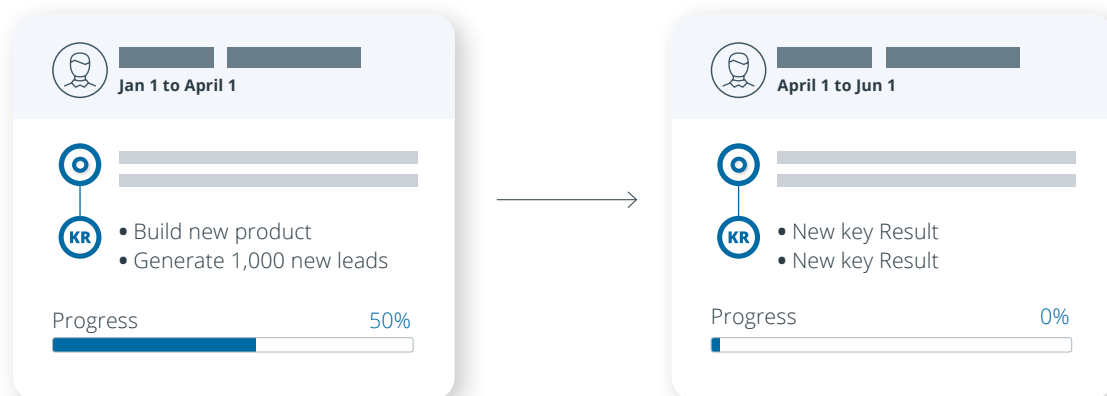 Jan 1 to April 1
KR
• Build new product
• Generate 1,000 new leads
Progress 50%
April 1 to Jun 1
KR
• New key Result
• New key Result
Progress 0%